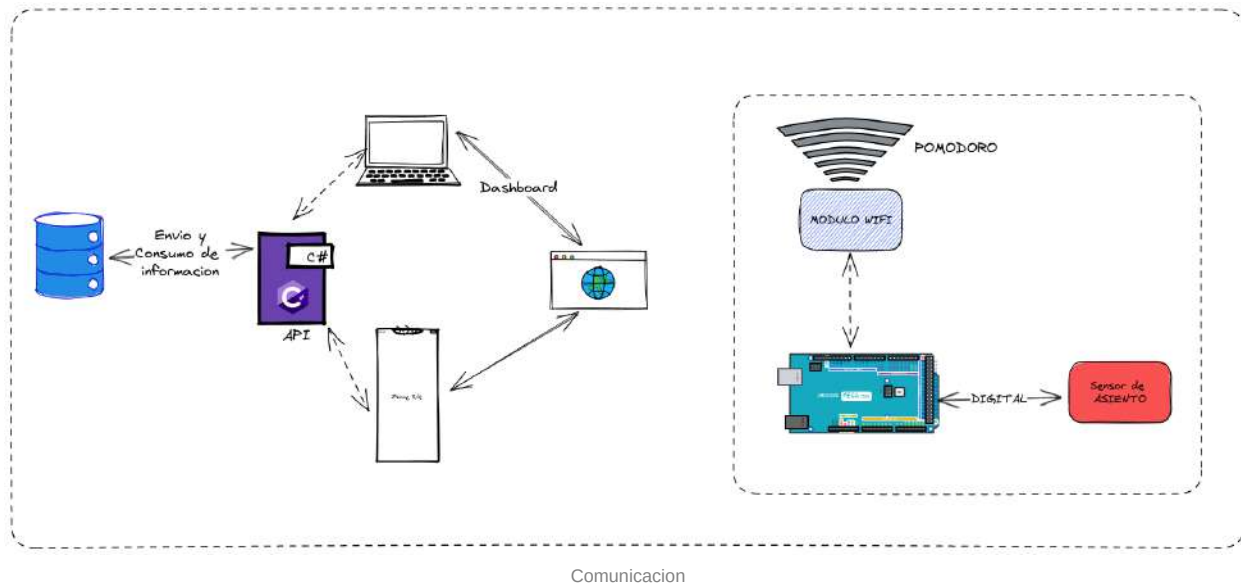 Dashboard
Envio y
Consumo de
informacion
C#
C
API
POMODORO
MODULO WIFI
DIGITAL
Sensor de
ASIENTO
Comunicacion